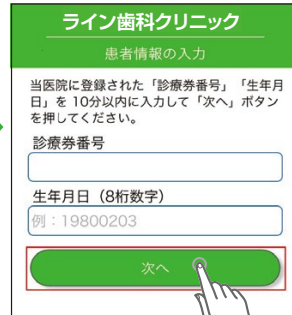 ライン歯科クリニック
患者情報の入力
当医院に登録された「診療券番号」「生年月
日」を 10分以内に入力して「次へ」ボタン
を押してください。
診療券番号
生年月日（8桁数字）
例：19800203
次へ